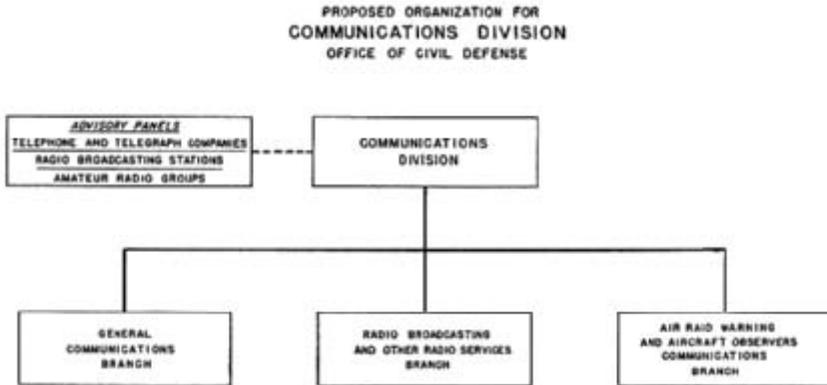 PROPOSED ORGANIZATION FOR
COMMUNICATIONS DIVISION
OFFICE OF CIVIL DEFENSE
ADVISORY PANELS
TELEPHONE AND TELEGRAPH COMPANIES
RADIO BROADCASTING STATIONS
AMATEUR RADIO GROUPS
COMMUNICATIONS
DIVISION
GENERAL
COMMUNICATIONS
BRANCH
RADIO BROADCASTING
AND OTHER RADIO SERVICES
BRANCH
AIR RAID WARNING
AND AIRCRAFT OBSERVERS
COMMUNICATIONS
BRANCH